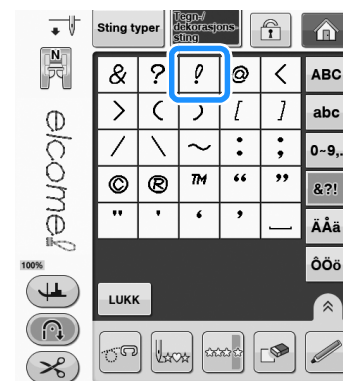 Sting typer
Tegn-/
dekorasjons-
sting
N
& ? ! @ <
ABC
> ( ) [ ]
abc
/ \ ~ : ;
0~9,.
© ® TM “ ”
&?!
" ' ‘ ’ _
ÄÅä
ÔÖö
elcome!
100%
LUKK